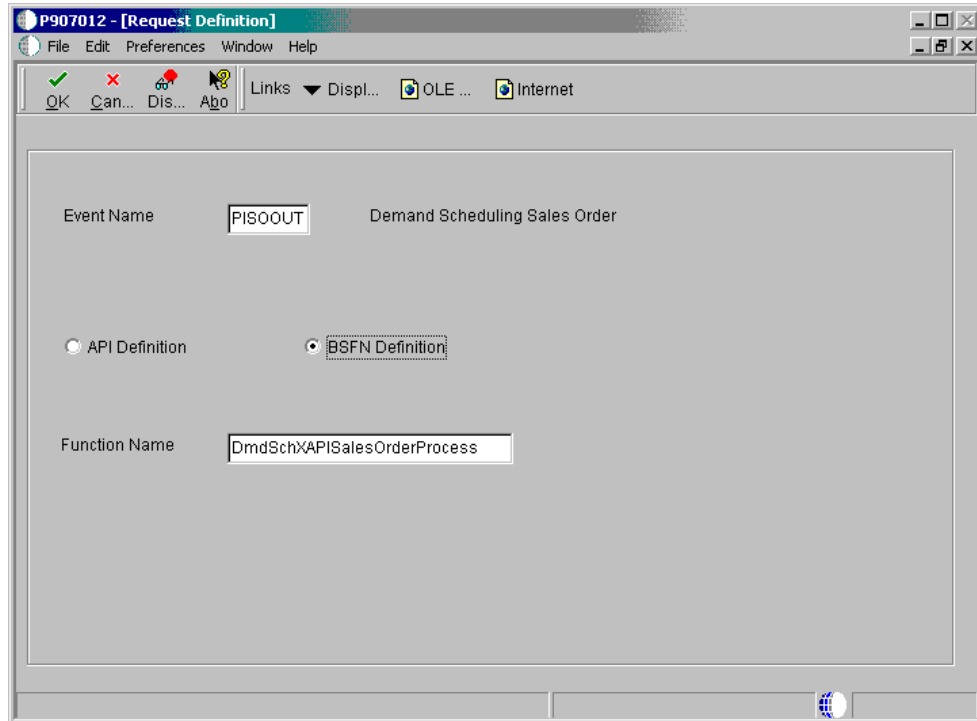 P907012 - [Request Definition]
File Edit Preferences Window Help
OK Can... Dis... Abo Links Displ... OLE ... Internet
Event Name PISOOUT Demand Scheduling Sales Order
API Definition BSFN Definition
Function Name DmdSchXAPISalesOrderProcess